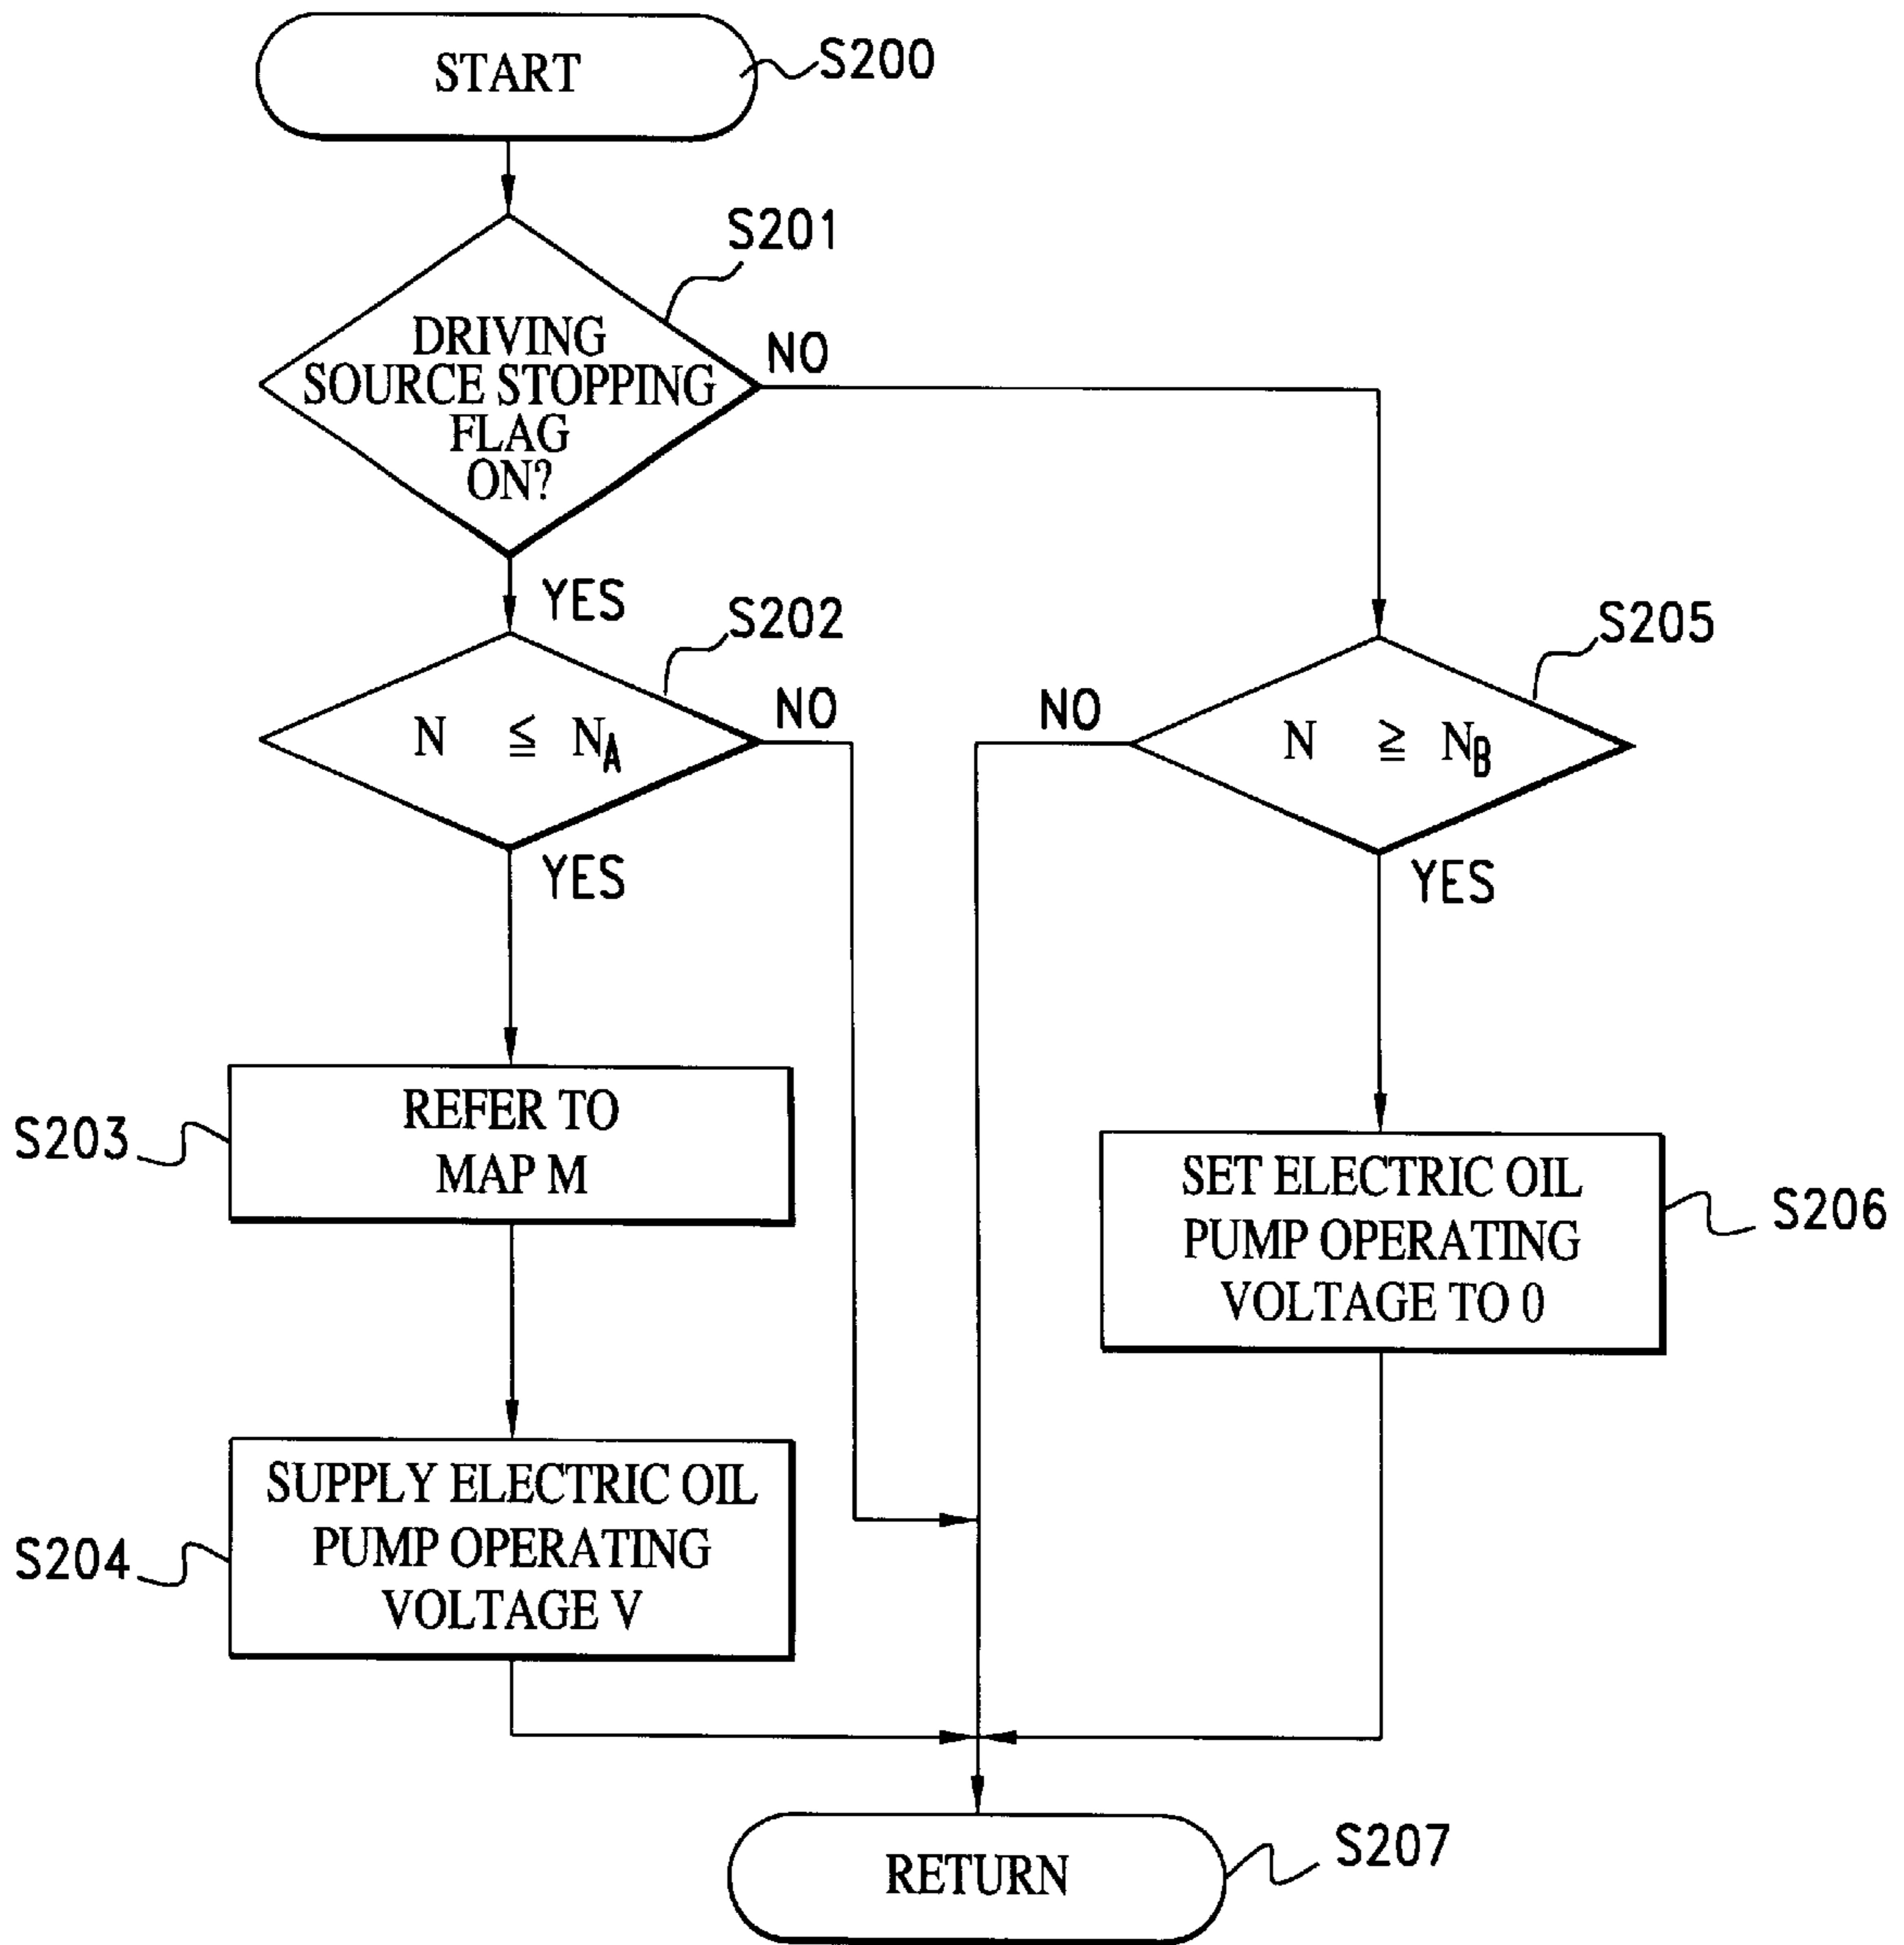 START
S200
S201
DRIVING
SOURCE STOPPING
FLAG
ON?
NO
YES
S202
N ≦ NA
NO
YES
S205
N ≧ NB
NO
YES
S203
REFER TO
MAP M
SET ELECTRIC OIL
PUMP OPERATING
VOLTAGE TO 0
S206
S204
SUPPLY ELECTRIC OIL
PUMP OPERATING
VOLTAGE V
RETURN
S207